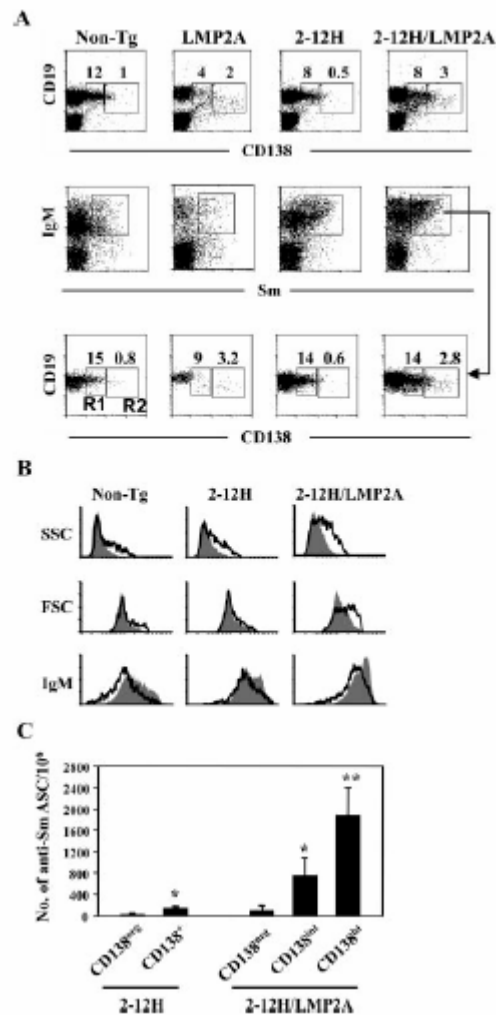 A
Non-Tg LMP2A 2-12H 2-12H/LMP2A
12 1 4 2 8 0.5 8 3
CD19
CD138
IgM
Sm
15 0.8 9 3.2 14 0.6 14 2.8
CD19
R1 R2
CD138
B
Non-Tg 2-12H 2-12H/LMP2A
SSC
FSC
IgM
C
No. of anti-Sm ASC/10⁶
2800
2400
2000
1600
1200
800
400
0
* * **
CD138neg CD138+ CD138neg CD138int CD138hi
2-12H 2-12H/LMP2A